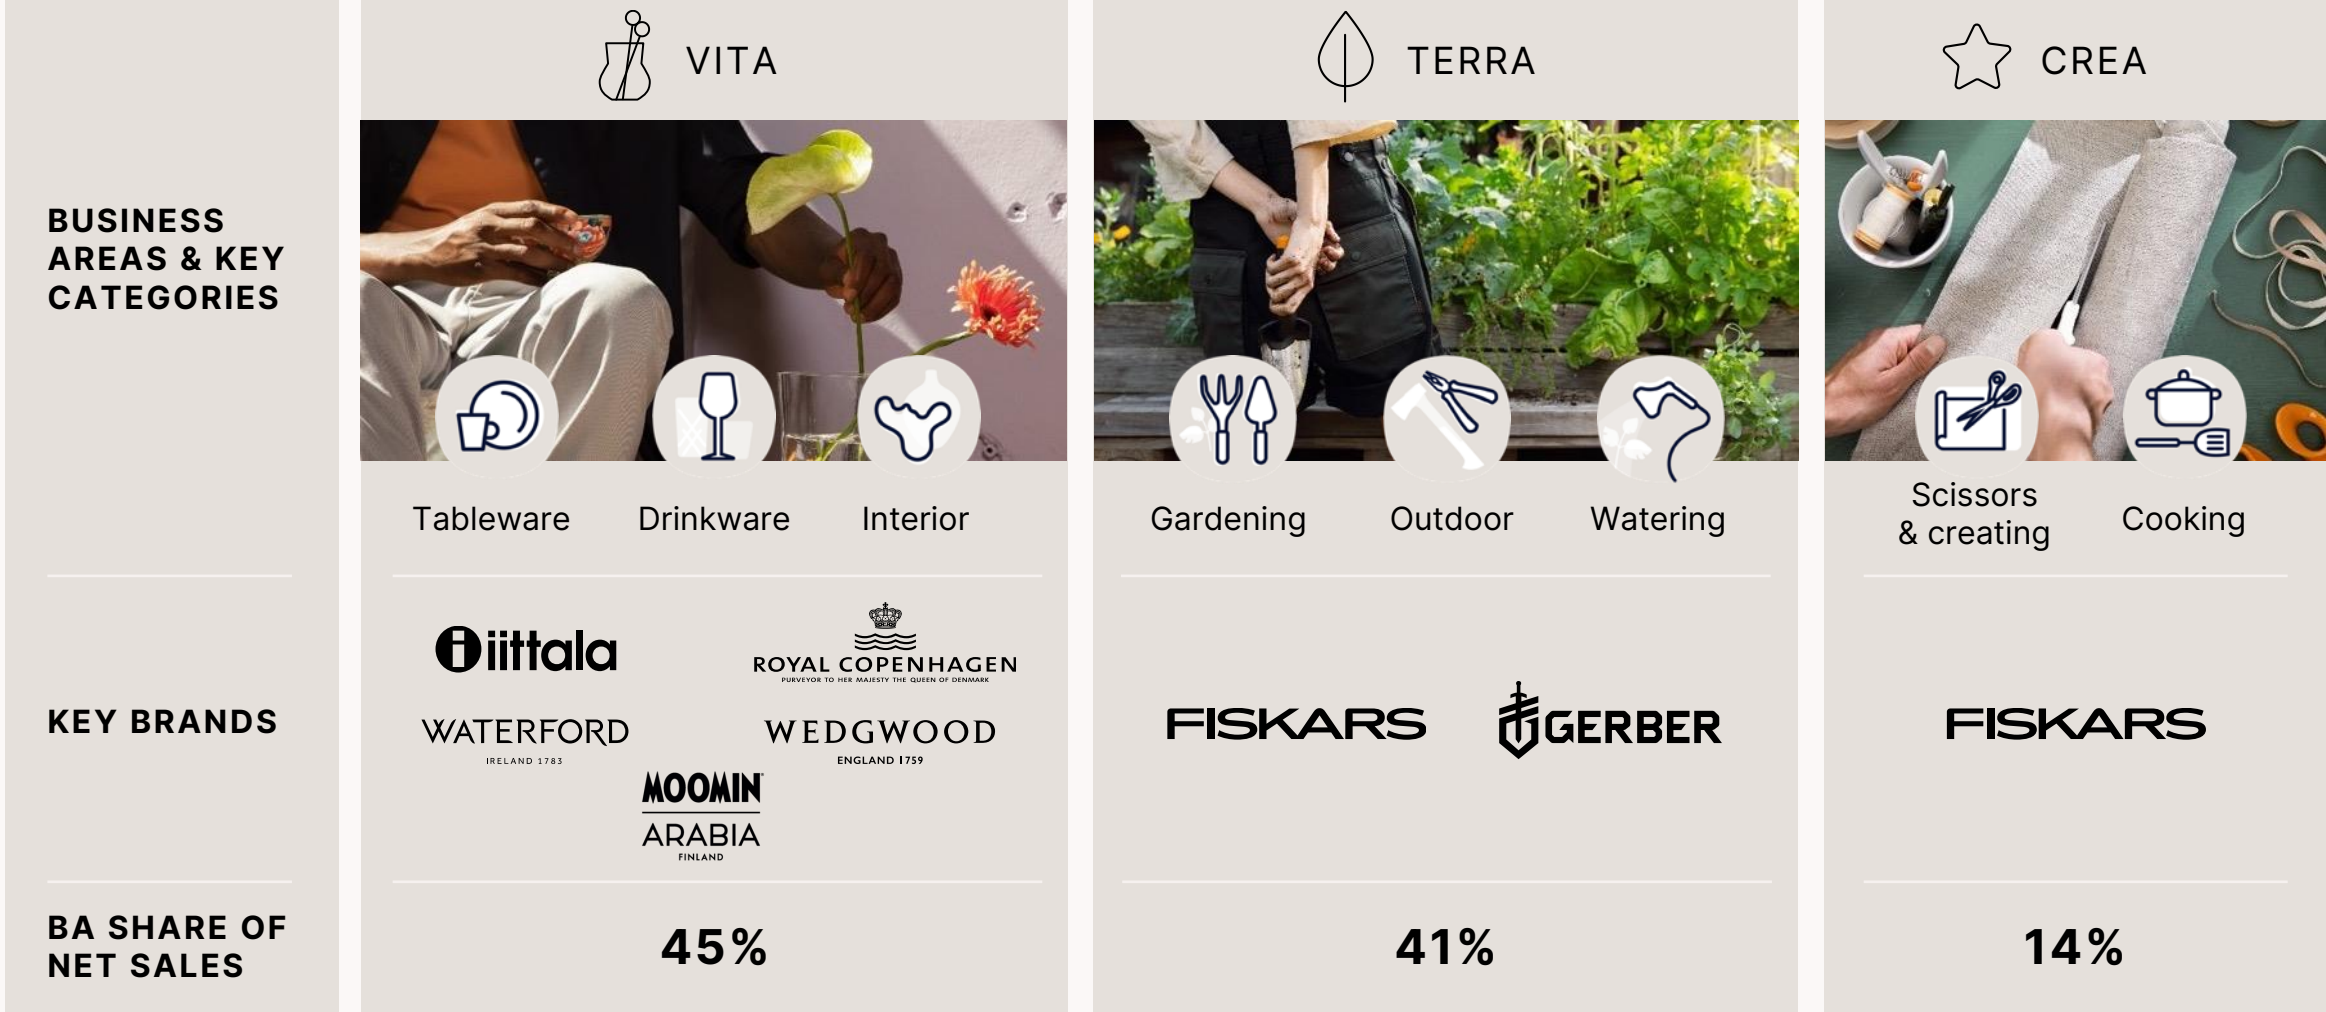 VITA
TERRA
CREA
BUSINESS
AREAS & KEY
CATEGORIES
Tableware
Drinkware
Interior
Gardening
Outdoor
Watering
Scissors
& creating
Cooking
KEY BRANDS
iittala
ROYAL COPENHAGEN
PURVEYOR TO HER MAJESTY THE QUEEN OF DENMARK
WATERFORD
IRELAND 1783
WEDGWOOD
ENGLAND 1759
MOOMIN
ARABIA
FINLAND
FISKARS
GERBER
FISKARS
BA SHARE OF
NET SALES
45%
41%
14%